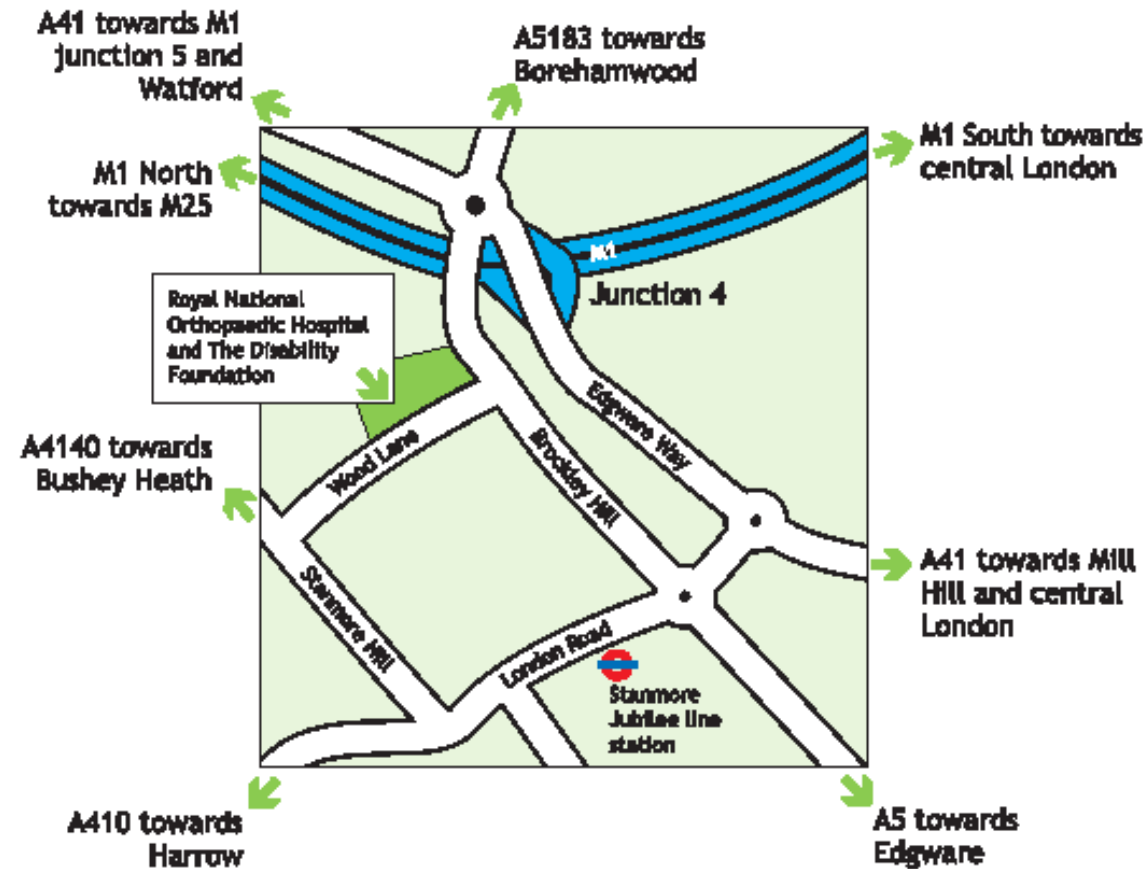 A41 towards M1
junction 5 and
Watford
A5183 towards
Borehamwood
M1 South towards
central London
M1 North
towards M25
M1
Junction 4
Royal National
Orthopaedic Hospital
and The Disability
Foundation
Edgware Way
Brockley Hill
Wood Lane
A4140 towards
Bushey Heath
Stanmore Hill
London Road
Stanmore
Jubilee line
station
A41 towards Mill
Hill and central
London
A410 towards
Harrow
A5 towards
Edgware